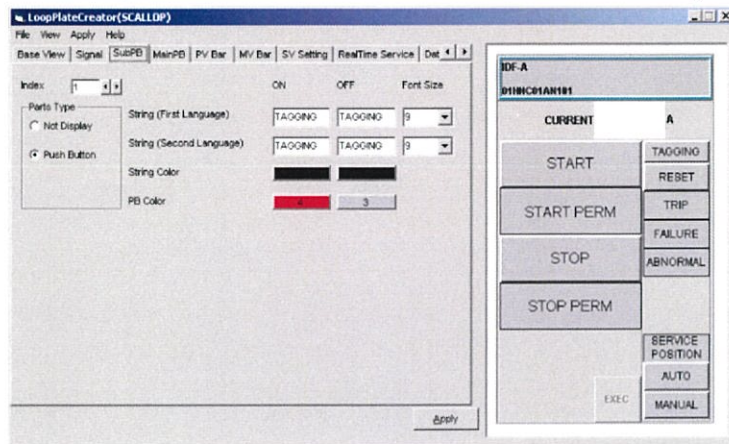 LoopPlateCreator(SCALLOP)
File View Apply Help
Base View Signal SubPB MainPB PV Bar MV Bar SV Setting RealTime Service Det
Index 1 ON OFF Font Size
Parts Type
Not Display
Push Button
String (First Language) TAGGING TAGGING 9
String (Second Language) TAGGING TAGGING 9
String Color
PB Color 4 3
Apply
IDF-A
01HNC01AN101
CURRENT A
START
START PERM
STOP
STOP PERM
TAGGING
RESET
TRIP
FAILURE
ABNORMAL
SERVICE
POSITION
AUTO
EXEC
MANUAL